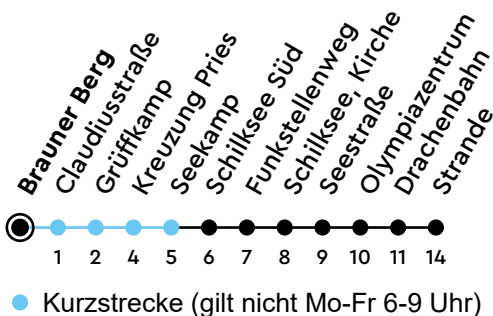 Brauner Berg
Claudiusstraße
Grüffkamp
Kreuzung Pries
Seekamp
Schilksee Süd
Funkstellenweg
Schilksee, Kirche
Seestraße
Olympiazentrum
Drachenbahn
Strande
1 2 4 5 6 7 8 9 10 11 14
Kurzstrecke (gilt nicht Mo-Fr 6-9 Uhr)